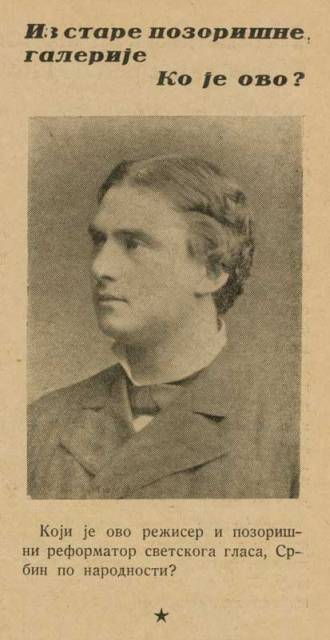 Из старе позоришне
галерије
Ко је ово?
Који је ово режисер и позориш-
ни реформатор светскога гласа, Ср-
бин по народности?